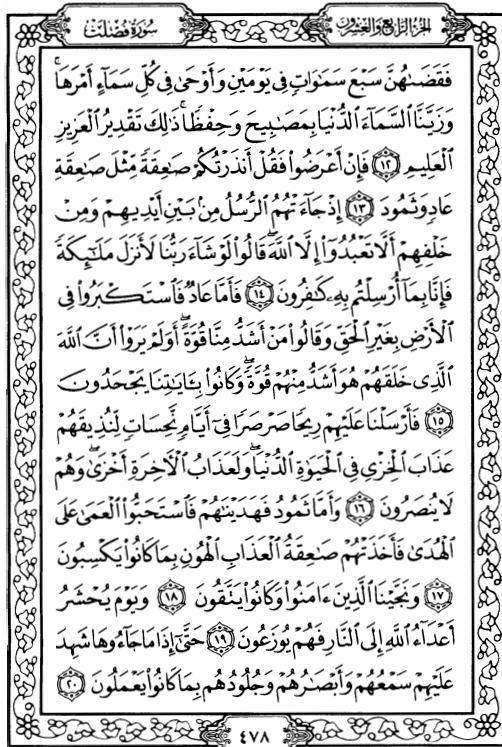 الجزء الرابع والعشرون
سورة فصلت
فَقَضَىٰهُنَّ سَبْعَ سَمَٰوَاتٍ فِى يَوْمَيْنِ وَأَوْحَىٰ فِى كُلِّ سَمَآءٍ أَمْرَهَا ۚ
وَزَيَّنَّا ٱلسَّمَآءَ ٱلدُّنْيَا بِمَصَٰبِيحَ وَحِفْظًا ۚ ذَٰلِكَ تَقْدِيرُ ٱلْعَزِيزِ
ٱلْعَلِيمِ ١٢ فَإِنْ أَعْرَضُوا۟ فَقُلْ أَنذَرْتُكُمْ صَٰعِقَةً مِّثْلَ صَٰعِقَةِ
عَادٍ وَثَمُودَ ١٣ إِذْ جَآءَتْهُمُ ٱلرُّسُلُ مِنۢ بَيْنِ أَيْدِيهِمْ وَمِنْ
خَلْفِهِمْ أَلَّا تَعْبُدُوٓا۟ إِلَّا ٱللَّهَ ۖ قَالُوا۟ لَوْ شَآءَ رَبُّنَا لَأَنزَلَ مَلَٰٓئِكَةً
فَإِنَّا بِمَآ أُرْسِلْتُم بِهِۦ كَٰفِرُونَ ١٤ فَأَمَّا عَادٌ فَٱسْتَكْبَرُوا۟ فِى
ٱلْأَرْضِ بِغَيْرِ ٱلْحَقِّ وَقَالُوا۟ مَنْ أَشَدُّ مِنَّا قُوَّةً ۖ أَوَلَمْ يَرَوْا۟ أَنَّ ٱللَّهَ
ٱلَّذِى خَلَقَهُمْ هُوَ أَشَدُّ مِنْهُمْ قُوَّةً ۖ وَكَانُوا۟ بِـَٔايَٰتِنَا يَجْحَدُونَ
١٥ فَأَرْسَلْنَا عَلَيْهِمْ رِيحًا صَرْصَرًا فِىٓ أَيَّامٍ نَّحِسَاتٍ لِّنُذِيقَهُمْ
عَذَابَ ٱلْخِزْىِ فِى ٱلْحَيَوٰةِ ٱلدُّنْيَا ۖ وَلَعَذَابُ ٱلْءَاخِرَةِ أَخْزَىٰ ۖ وَهُمْ
لَا يُنصَرُونَ ١٦ وَأَمَّا ثَمُودُ فَهَدَيْنَٰهُمْ فَٱسْتَحَبُّوا۟ ٱلْعَمَىٰ عَلَى
ٱلْهُدَىٰ فَأَخَذَتْهُمْ صَٰعِقَةُ ٱلْعَذَابِ ٱلْهُونِ بِمَا كَانُوا۟ يَكْسِبُونَ
١٧ وَنَجَّيْنَا ٱلَّذِينَ ءَامَنُوا۟ وَكَانُوا۟ يَتَّقُونَ ١٨ وَيَوْمَ يُحْشَرُ
أَعْدَآءُ ٱللَّهِ إِلَى ٱلنَّارِ فَهُمْ يُوزَعُونَ ١٩ حَتَّىٰٓ إِذَا مَا جَآءُوهَا شَهِدَ
عَلَيْهِمْ سَمْعُهُمْ وَأَبْصَٰرُهُمْ وَجُلُودُهُم بِمَا كَانُوا۟ يَعْمَلُونَ ٢٠
٤٧٨